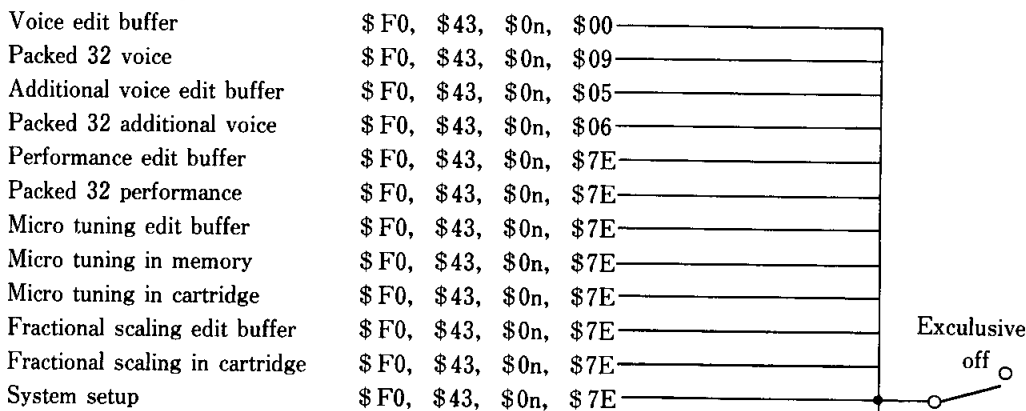 Voice edit buffer $F0, $43, $0n, $00
Packed 32 voice $F0, $43, $0n, $09
Additional voice edit buffer $F0, $43, $0n, $05
Packed 32 additional voice $F0, $43, $0n, $06
Performance edit buffer $F0, $43, $0n, $7E
Packed 32 performance $F0, $43, $0n, $7E
Micro tuning edit buffer $F0, $43, $0n, $7E
Micro tuning in memory $F0, $43, $0n, $7E
Micro tuning in cartridge $F0, $43, $0n, $7E
Fractional scaling edit buffer $F0, $43, $0n, $7E
Exculusive
Fractional scaling in cartridge $F0, $43, $0n, $7E
off
System setup $F0, $43, $0n, $7E